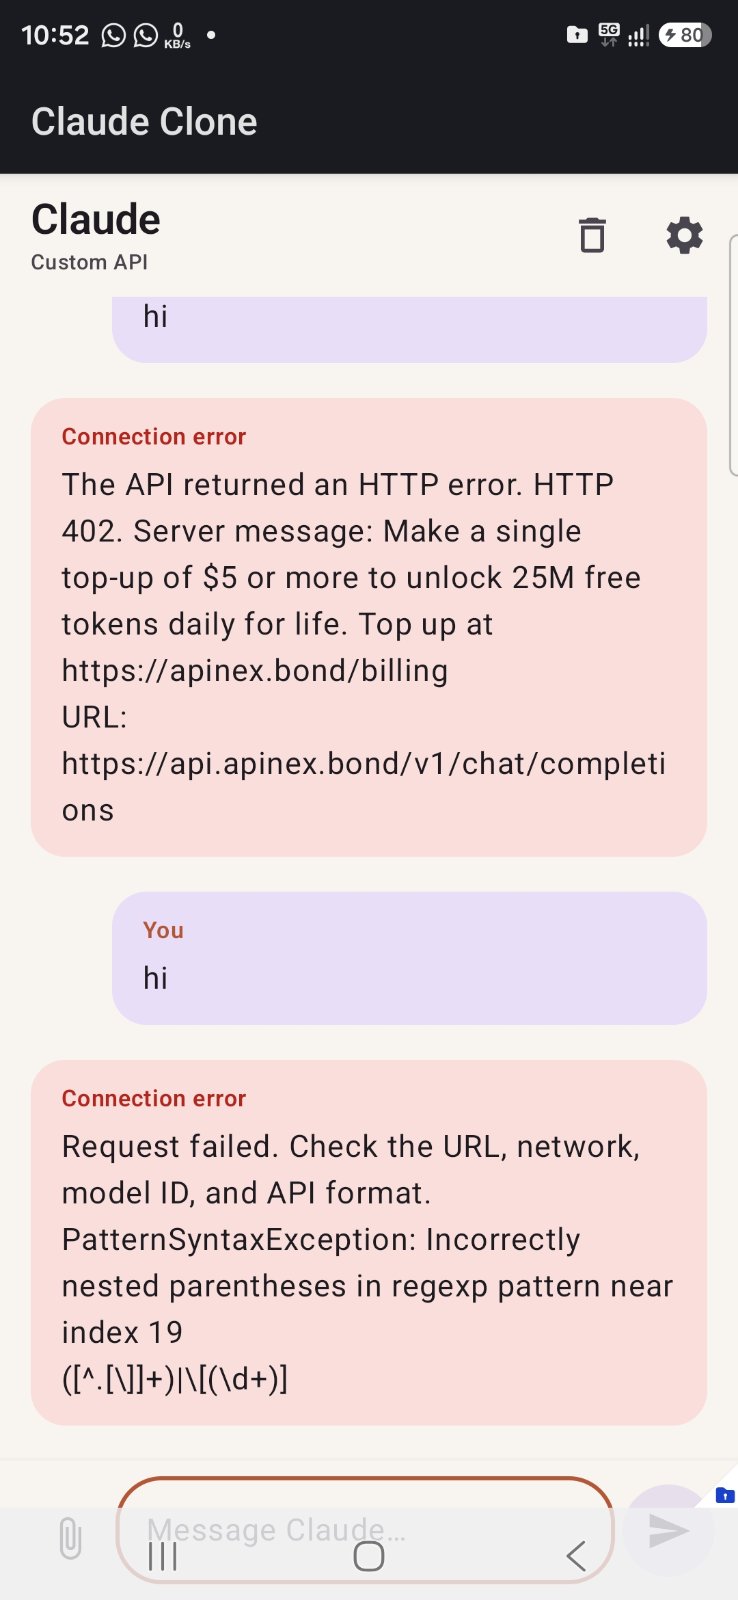 10:52
0
KB/s
5G
80
Claude Clone
Claude
Custom API
hi
Connection error
The API returned an HTTP error. HTTP
402. Server message: Make a single
top-up of $5 or more to unlock 25M free
tokens daily for life. Top up at
https://apinex.bond/billing
URL:
https://api.apinex.bond/v1/chat/completi
ons
You
hi
Connection error
Request failed. Check the URL, network,
model ID, and API format.
PatternSyntaxException: Incorrectly
nested parentheses in regexp pattern near
index 19
([^.[\]]+)|\[(\d+)]
Message Claude...